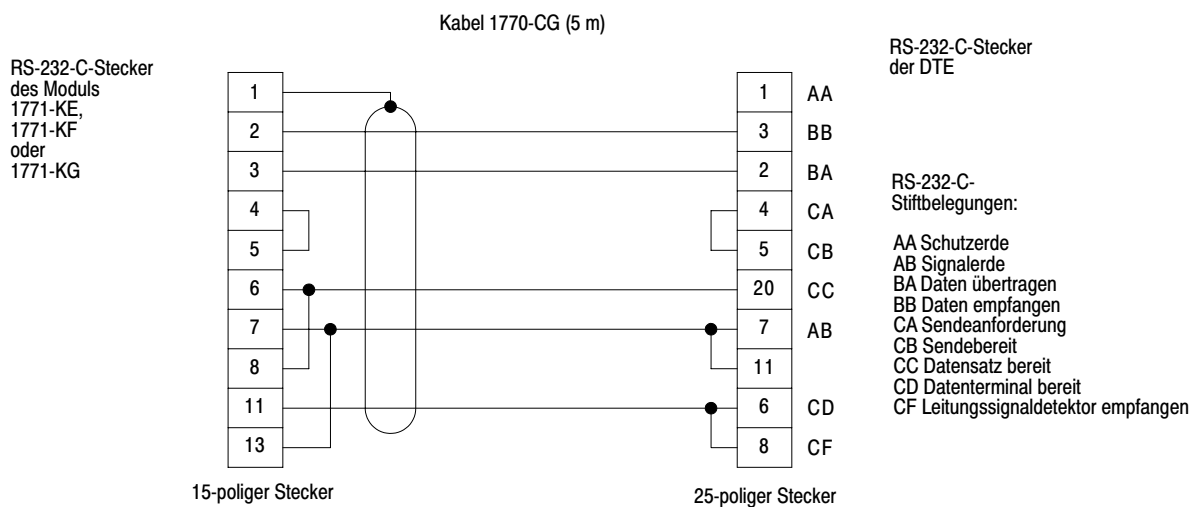 Kabel 1770-CG (5 m)
RS-232-C-Stecker
des Moduls
1771-KE,
1771-KF
oder
1771-KG
RS-232-C-Stecker
der DTE
1 1 AA
2 3 BB
3 2 BA
4 4 CA
5 5 CB
6 20 CC
7 7 AB
8 11
11 6 CD
13 8 CF
RS-232-C-
Stiftbelegungen:
AA Schutzerde
AB Signalerde
BA Daten übertragen
BB Daten empfangen
CA Sendeanforderung
CB Sendebereit
CC Datensatz bereit
CD Datenterminal bereit
CF Leitungssignaldetektor empfangen
15-poliger Stecker
25-poliger Stecker